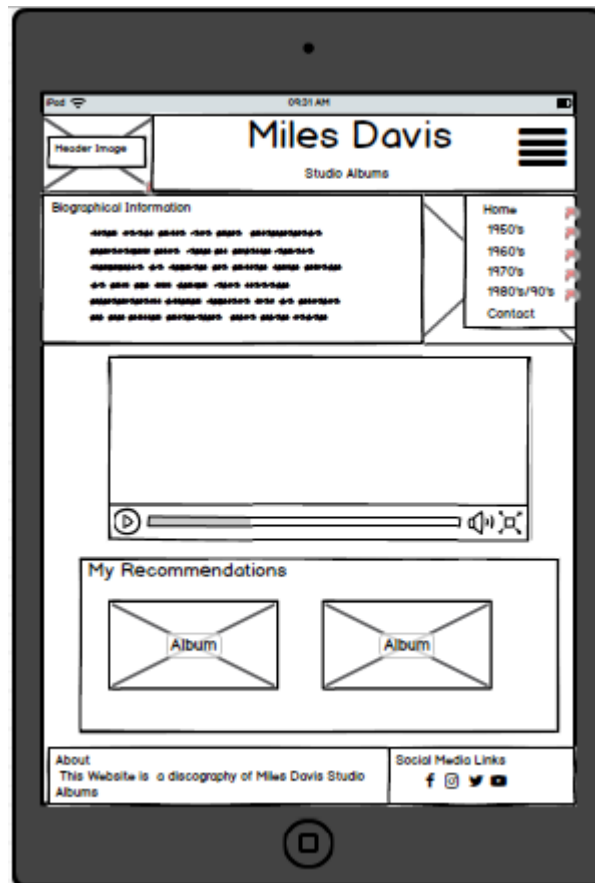 iPad
09:31 AM
Header Image
Miles Davis
Studio Albums
Biographical Information
Home
1950's
1960's
1970's
1980's/90's
Contact
My Recommendations
Album
Album
About
This Website is a discography of Miles Davis Studio
Albums
Social Media Links